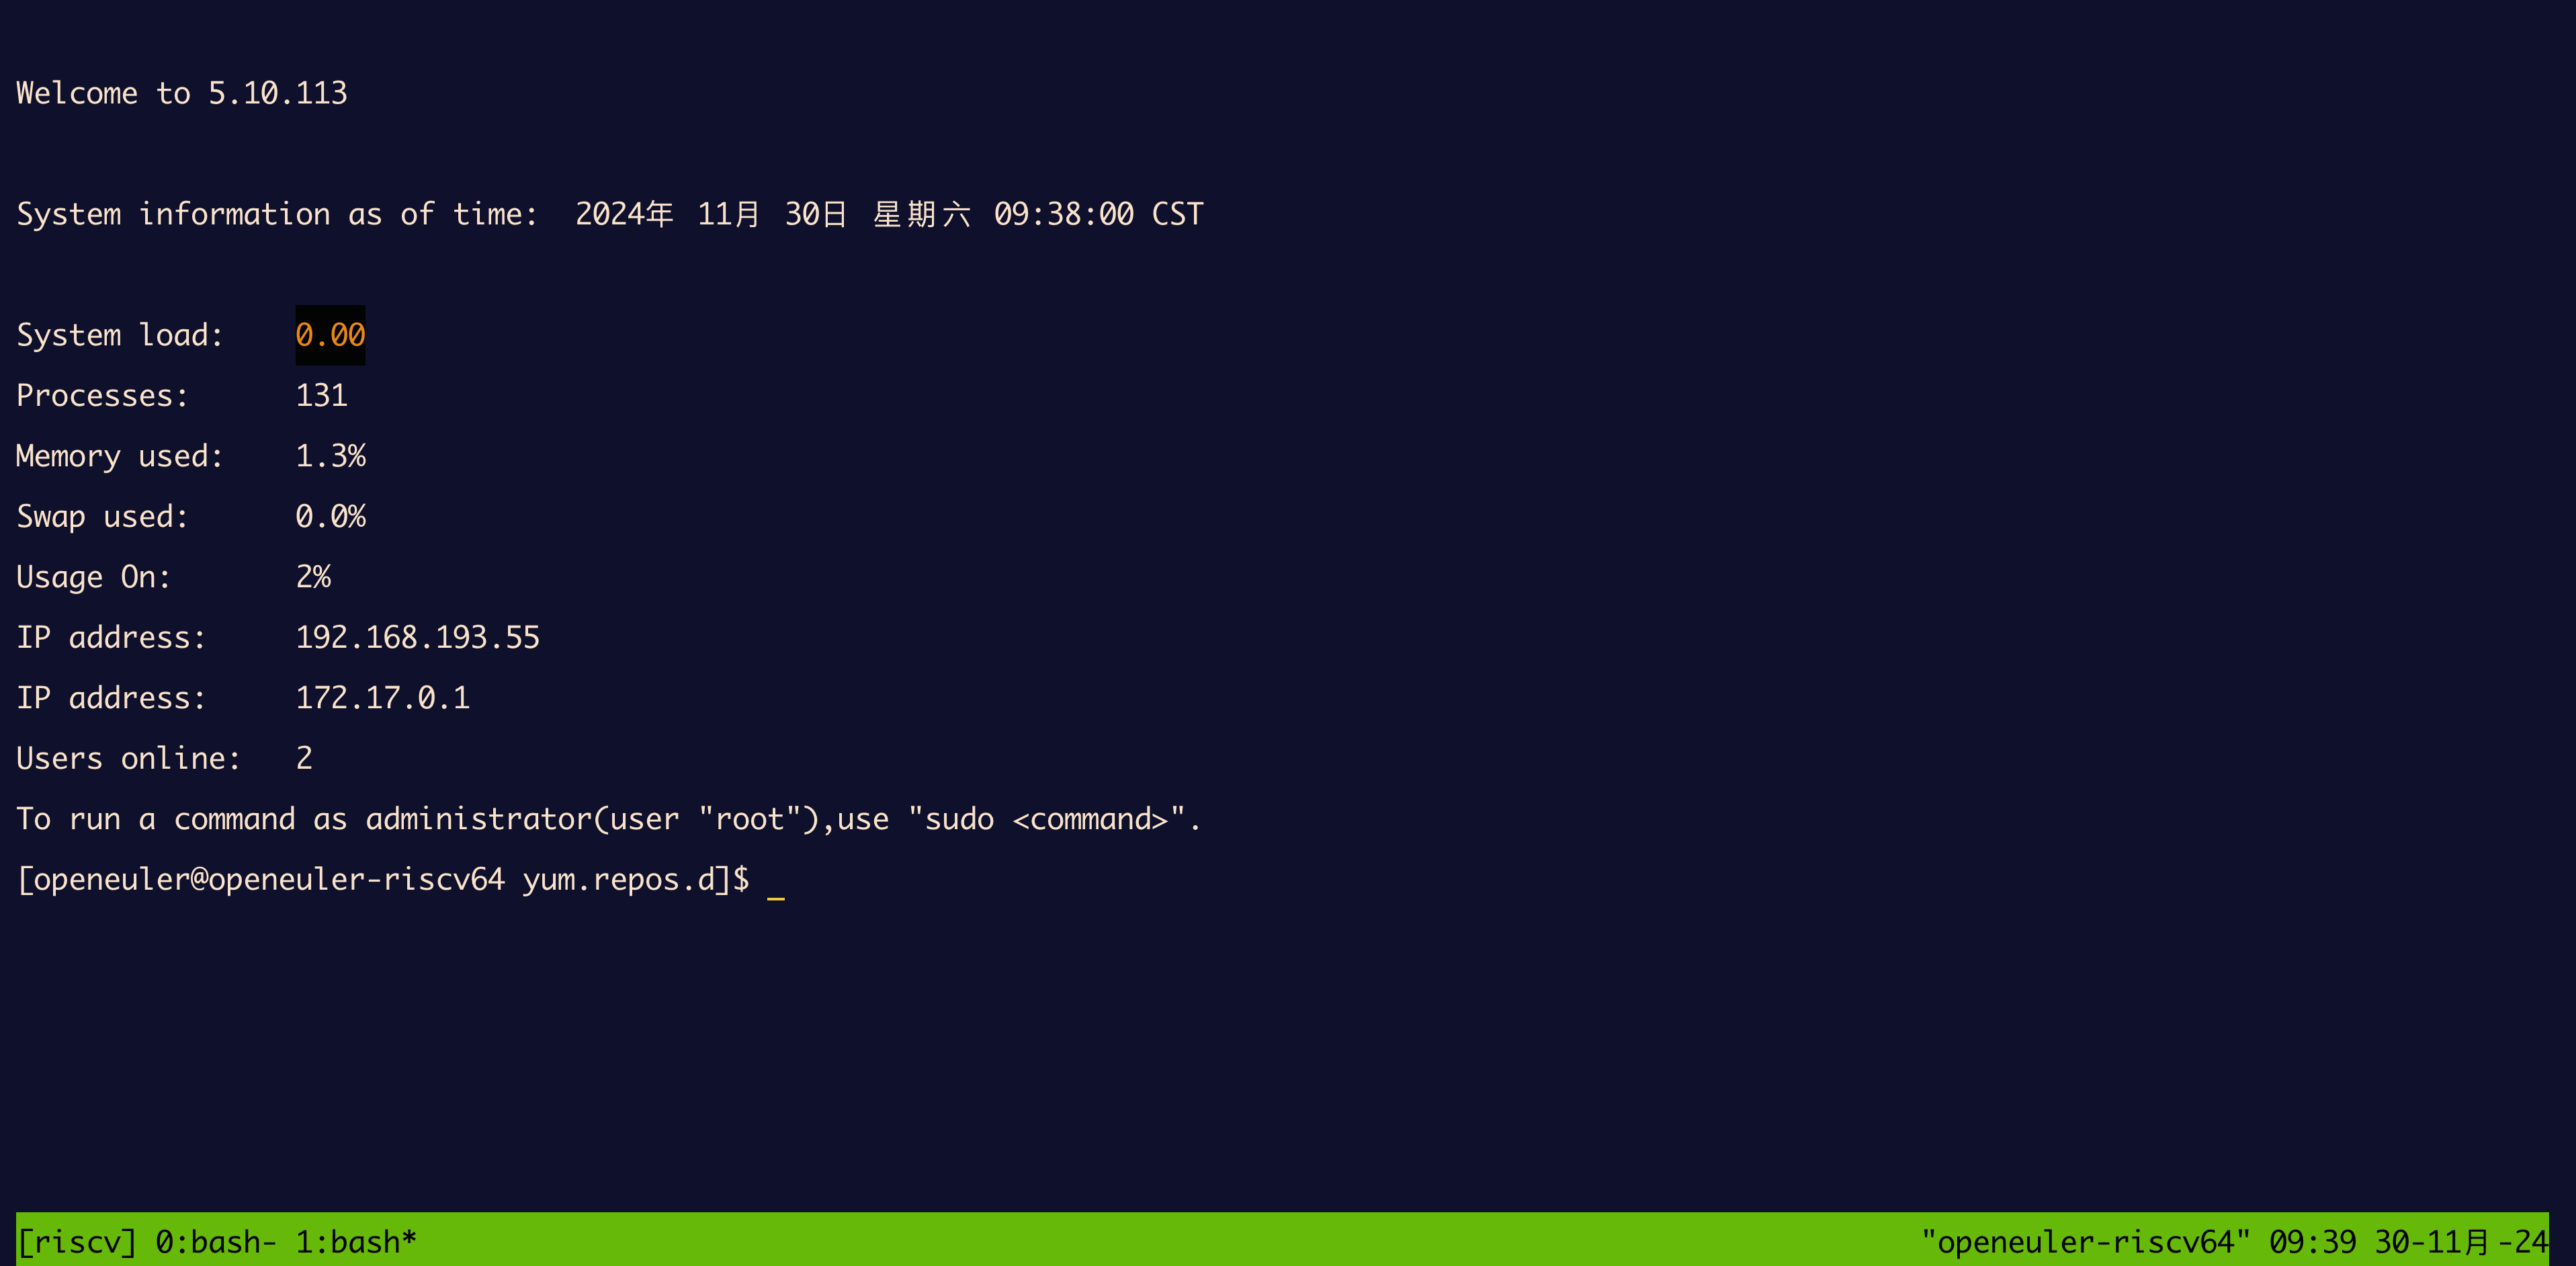 Welcome to 5.10.113
System information as of time:  2024年 11月 30日 星期六 09:38:00 CST
System load:    0.00
Processes:      131
Memory used:    1.3%
Swap used:      0.0%
Usage On:       2%
IP address:     192.168.193.55
IP address:     172.17.0.1
Users online:   2
To run a command as administrator(user "root"),use "sudo <command>".
[openeuler@openeuler-riscv64 yum.repos.d]$ _
[riscv] 0:bash- 1:bash* "openeuler-riscv64" 09:39 30-11月-24